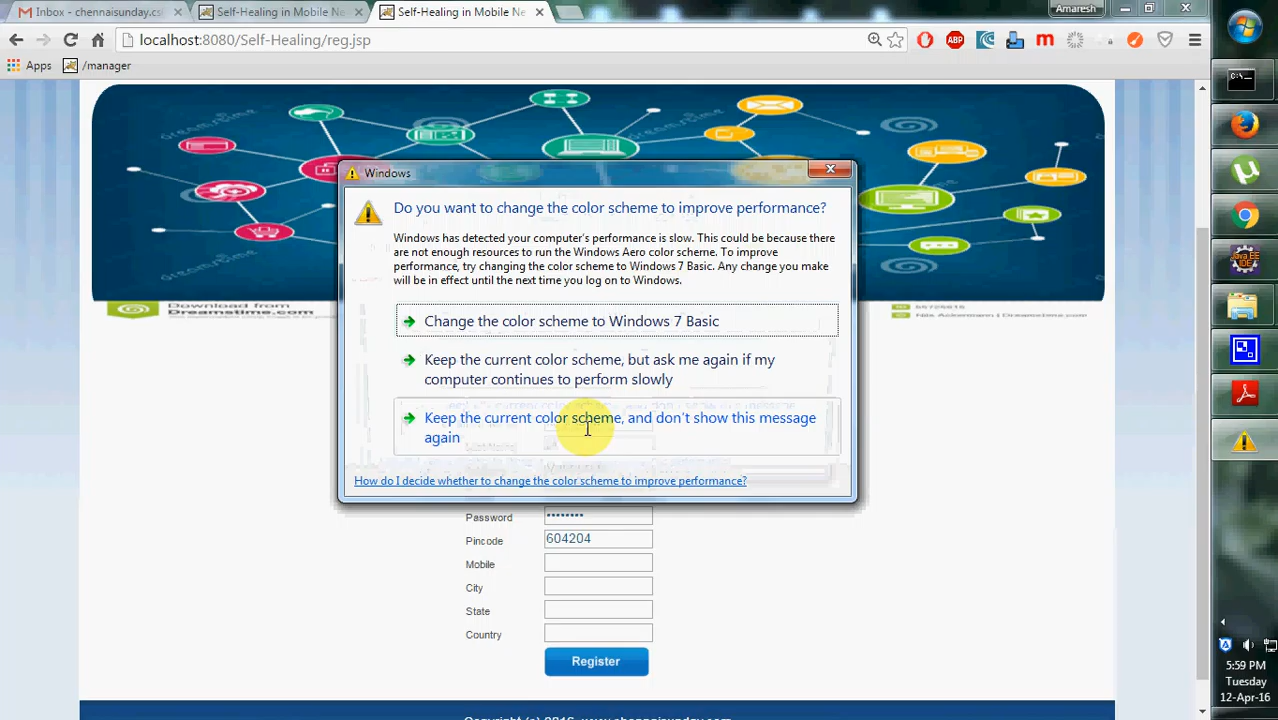 Inbox - chennaisunday.cs
Self-Healing in Mobile Ne
Self-Healing in Mobile Ne
Amaresh
localhost:8080/Self-Healing/reg.jsp
ABP
m
Apps
/manager
Windows
Do you want to change the color scheme to improve performance?
Windows has detected your computer's performance is slow. This could be because there
are not enough resources to run the Windows Aero color scheme. To improve
performance, try changing the color scheme to Windows 7 Basic. Any change you make
will be in effect until the next time you log on to Windows.
Download from
Dreamstime.com
Change the color scheme to Windows 7 Basic
Keep the current color scheme, but ask me again if my
computer continues to perform slowly
Keep the current color scheme, and don't show this message
again
How do I decide whether to change the color scheme to improve performance?
Password
Pincode 604204
Mobile
City
State
Country
Register
C:\_
Java EE
IDE
5:59 PM
Tuesday
12-Apr-16